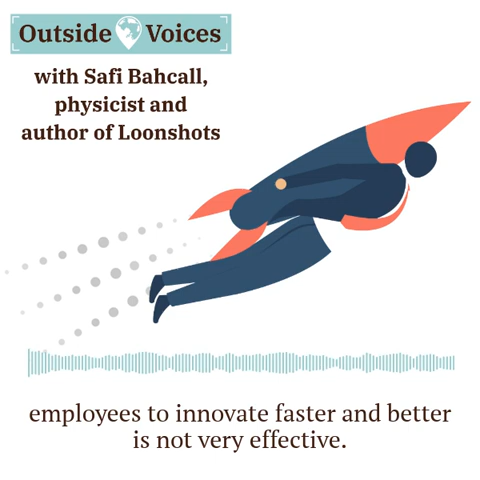 Outside Voices
with Safi Bahcall,
physicist and
author of Loonshots
employees to innovate faster and better
is not very effective.